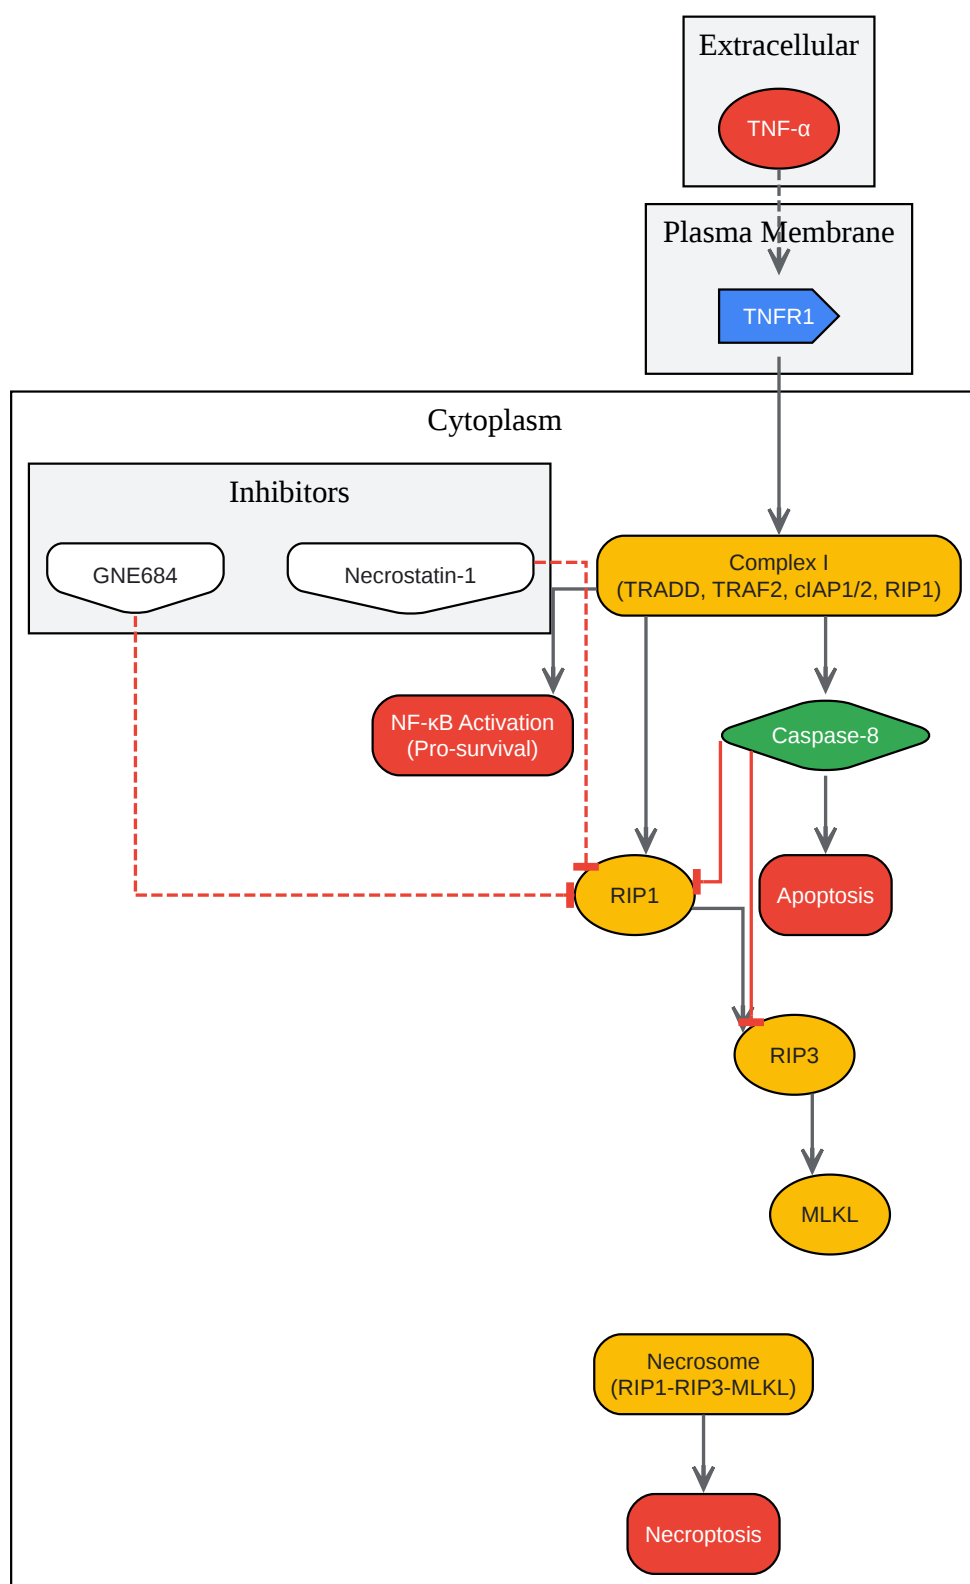 Extracellular
TNF-α
Plasma Membrane
TNFR1
Cytoplasm
Inhibitors
GNE684
Necrostatin-1
Complex I
(TRADD, TRAF2, cIAP1/2, RIP1)
NF-κB Activation
(Pro-survival)
Caspase-8
RIP1
Apoptosis
RIP3
MLKL
Necrosome
(RIP1-RIP3-MLKL)
Necroptosis